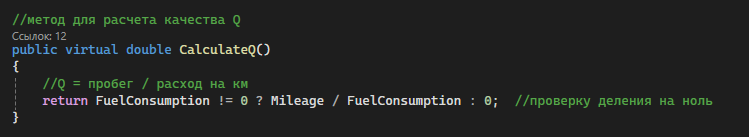 //метод для расчета качества Q
Ссылок: 12
public virtual double CalculateQ()
{
//Q = пробег / расход на км
return FuelConsumption != 0 ? Mileage / FuelConsumption : 0;  //проверку деления на ноль
}